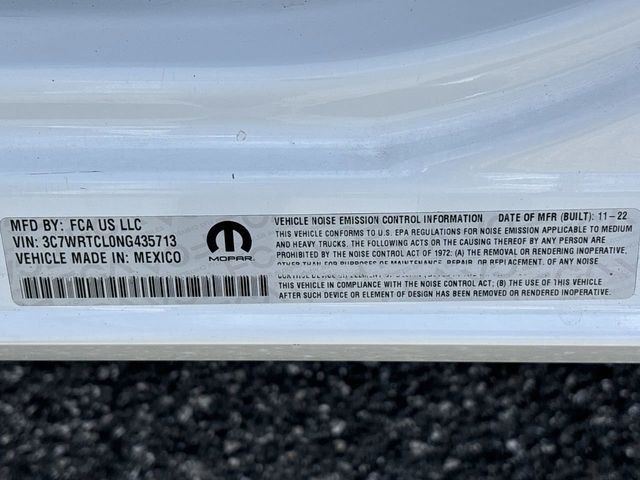 MFD BY: FCA US LLC
VIN: 3C7WRTCL0NG435713
VEHICLE MADE IN: MEXICO
MOPAR
VEHICLE NOISE EMISSION CONTROL INFORMATION DATE OF MFR (BUILT): 11-22
THIS VEHICLE CONFORMS TO U.S. EPA REGULATIONS FOR NOISE EMISSION APPLICABLE TO MEDIUM
AND HEAVY TRUCKS. THE FOLLOWING ACTS OR THE CAUSING THEREOF BY ANY PERSON ARE
PROHIBITED BY THE NOISE CONTROL ACT OF 1972: (A) THE REMOVAL OR RENDERING INOPERATIVE,
OTHER THAN FOR PURPOSES OF MAINTENANCE, REPAIR, OR REPLACEMENT, OF ANY NOISE
THIS VEHICLE IN COMPLIANCE WITH THE NOISE CONTROL ACT; (B) THE USE OF THIS VEHICLE
AFTER SUCH DEVICE OR ELEMENT OF DESIGN HAS BEEN REMOVED OR RENDERED INOPERATIVE.